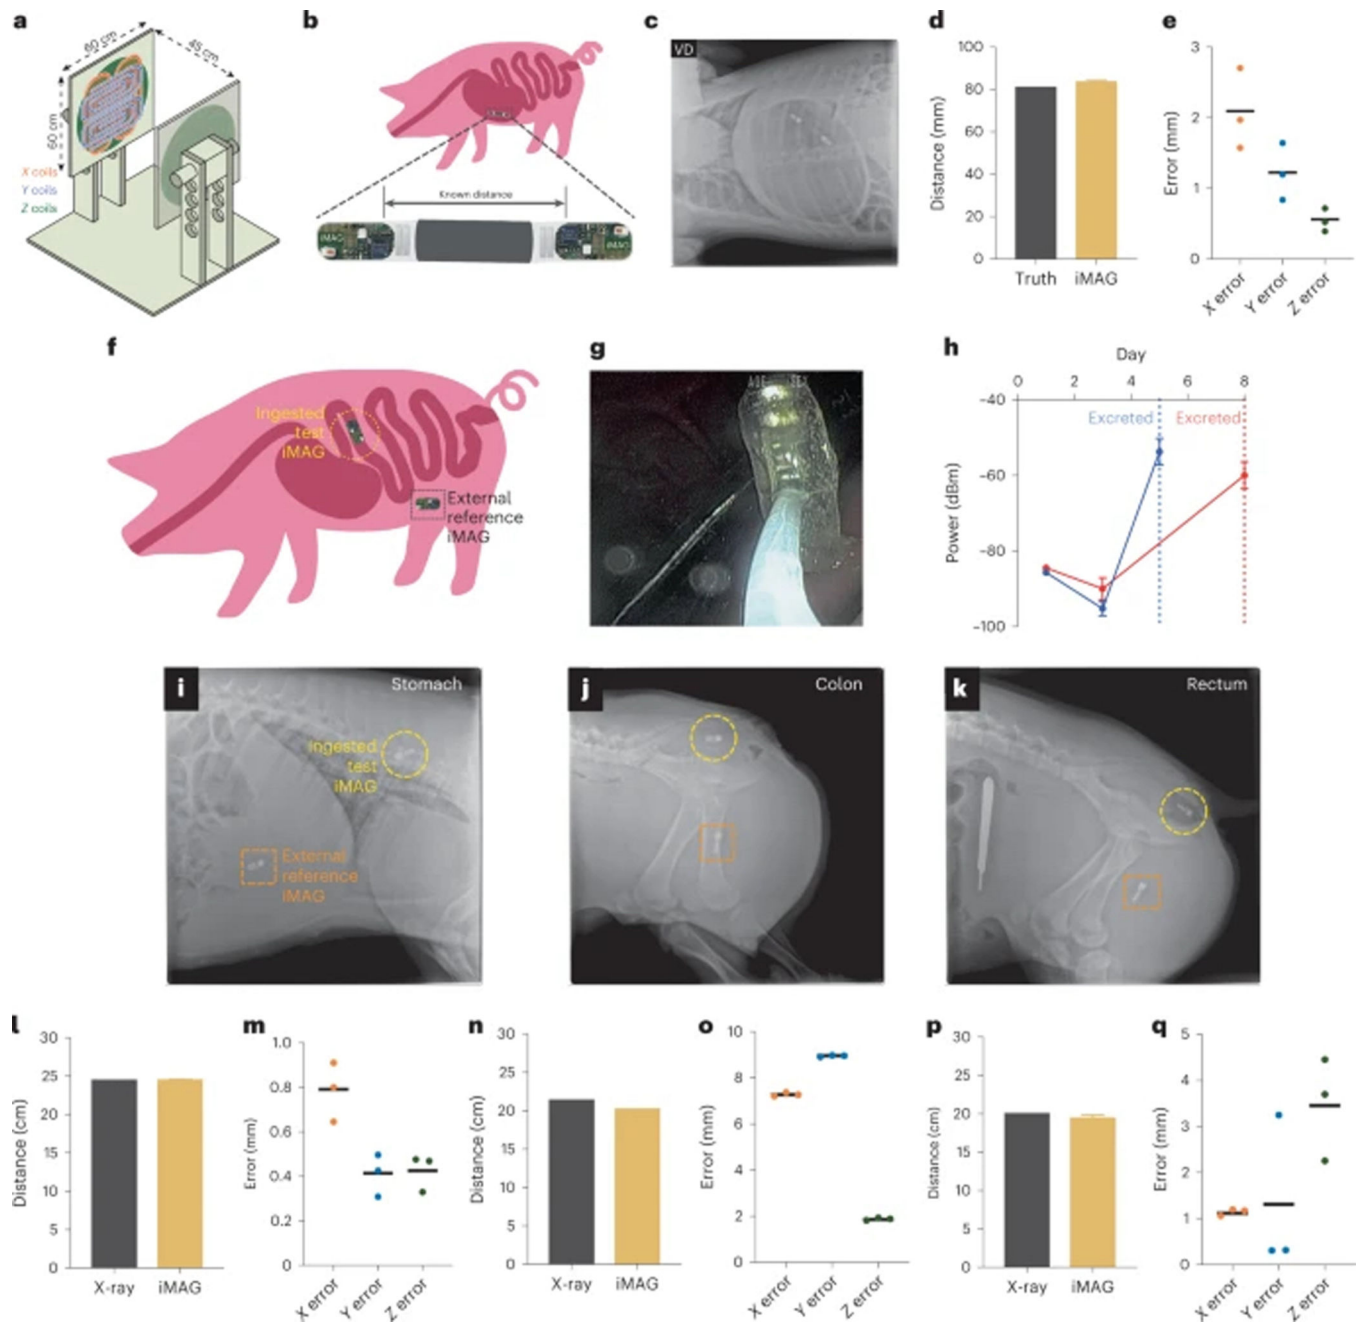 a
60 cm
45 cm
60 cm
X coils
Y coils
Z coils
b
Known distance
iMAG
iMAG
c
VD
d
100
80
60
40
20
0
Distance (mm)
Truth
iMAG
e
3
2
1
0
Error (mm)
X error
Y error
Z error
f
Ingested
test
iMAG
External
reference
iMAG
g
AGE
SEX
h
Day
0
2
4
6
8
-40
-60
-80
-100
Power (dBm)
Excreted
Excreted
i
Stomach
Ingested
test
iMAG
External
reference
iMAG
j
Colon
k
Rectum
l
30
25
20
15
10
5
0
Distance (cm)
X-ray
iMAG
m
1.0
0.8
0.6
0.4
0.2
0
Error (mm)
X error
Y error
Z error
n
30
25
20
15
10
5
0
Distance (cm)
X-ray
iMAG
o
10
8
6
4
2
0
Error (mm)
X error
Y error
Z error
p
30
25
20
15
10
5
0
Distance (cm)
X-ray
iMAG
q
5
4
3
2
1
0
Error (mm)
X error
Y error
Z error